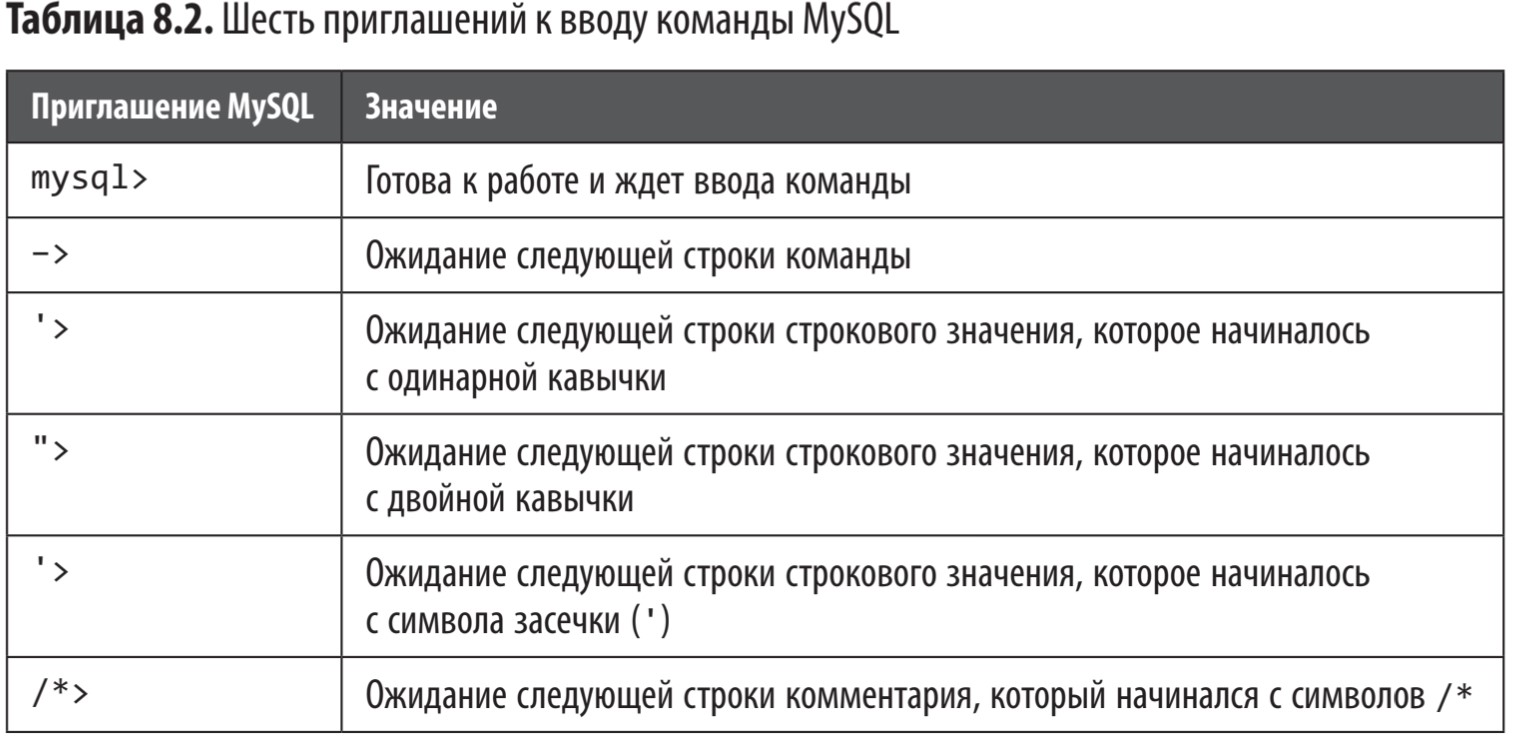 Таблица 8.2. Шесть приглашений к вводу команды MySQL
Приглашение MySQL Значение
mysql> Готова к работе и ждет ввода команды
-> Ожидание следующей строки команды
'> Ожидание следующей строки строкового значения, которое начиналось
с одинарной кавычки
"> Ожидание следующей строки строкового значения, которое начиналось
с двойной кавычки
'> Ожидание следующей строки строкового значения, которое начиналось
с символа засечки (')
/*> Ожидание следующей строки комментария, который начинался с символов /*